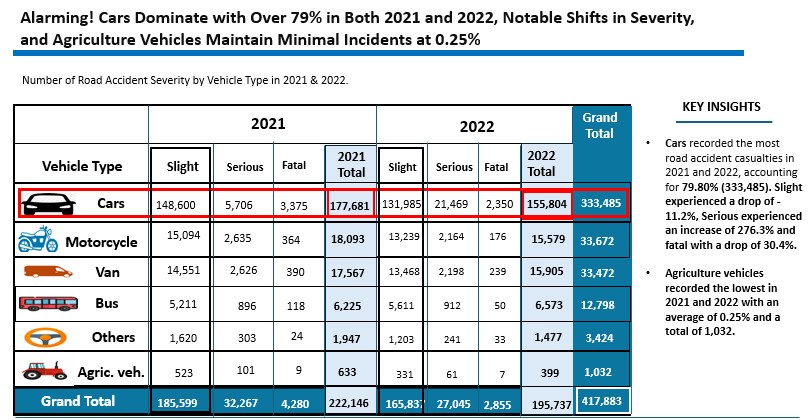 Alarming! Cars Dominate with Over 79% in Both 2021 and 2022, Notable Shifts in Severity,
and Agriculture Vehicles Maintain Minimal Incidents at 0.25%
Number of Road Accident Severity by Vehicle Type in 2021 & 2022.
2021 2022 Grand Total
Vehicle Type Slight Serious Fatal 2021 Total Slight Serious Fatal 2022 Total
Cars 148,600 5,706 3,375 177,681 131,985 21,469 2,350 155,804 333,485
Motorcycle 15,094 2,635 364 18,093 13,239 2,164 176 15,579 33,672
Van 14,551 2,626 390 17,567 13,468 2,198 239 15,905 33,472
Bus 5,211 896 118 6,225 5,611 912 50 6,573 12,798
Others 1,620 303 24 1,947 1,203 241 33 1,477 3,424
Agric. veh. 523 101 9 633 331 61 7 399 1,032
Grand Total 185,599 32,267 4,280 222,146 165,837 27,045 2,855 195,737 417,883
KEY INSIGHTS
• Cars recorded the most
road accident casualties in
2021 and 2022, accounting
for 79.80% (333,485). Slight
experienced a drop of -
11.2%, Serious experienced
an increase of 276.3% and
fatal with a drop of 30.4%.
• Agriculture vehicles
recorded the lowest in
2021 and 2022 with an
average of 0.25% and a
total of 1,032.